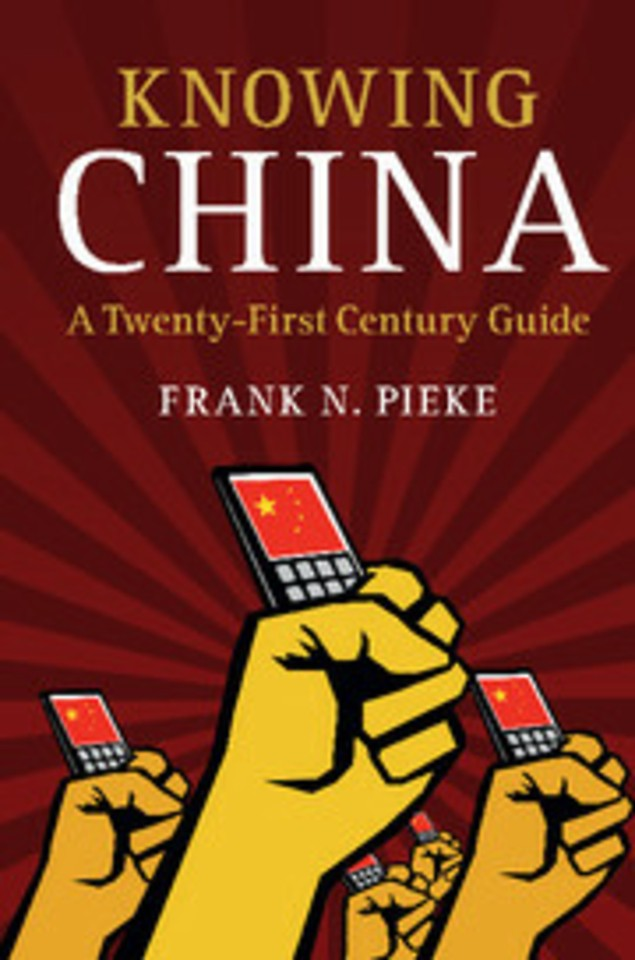 KNOWING
CHINA
A Twenty-First Century Guide
FRANK N. PIEKE